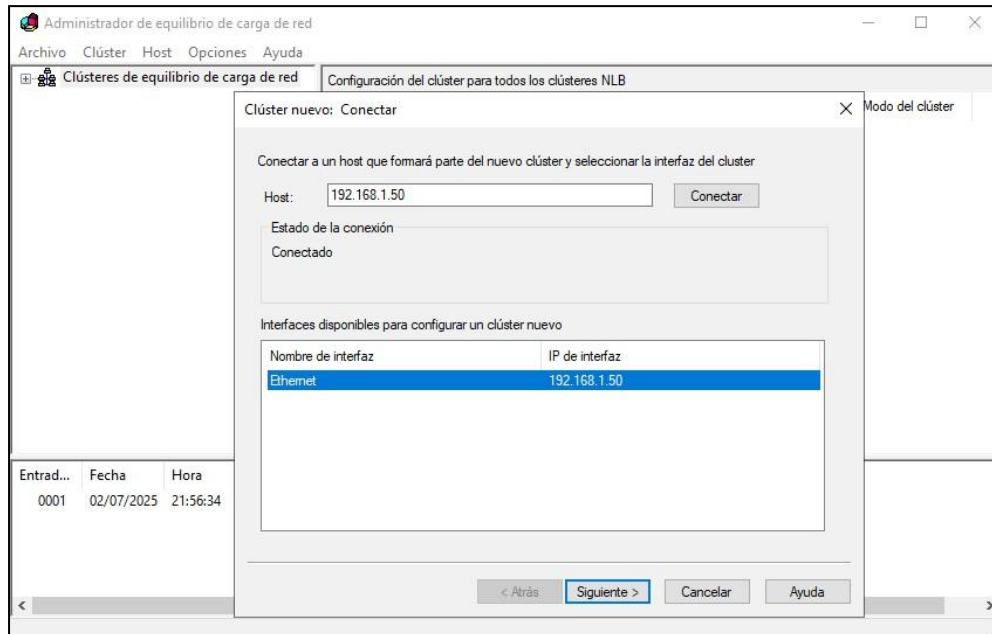 Administrador de equilibrio de carga de red
Archivo Clúster Host Opciones Ayuda
Clústeres de equilibrio de carga de red
Configuración del clúster para todos los clústeres NLB
Modo del clúster
Clúster nuevo: Conectar
Conectar a un host que formará parte del nuevo clúster y seleccionar la interfaz del cluster
Host: 192.168.1.50 Conectar
Estado de la conexión
Conectado
Interfaces disponibles para configurar un clúster nuevo
Nombre de interfaz IP de interfaz
Ethernet 192.168.1.50
Entrad... Fecha Hora
0001 02/07/2025 21:56:34
< Atrás Siguiente > Cancelar Ayuda